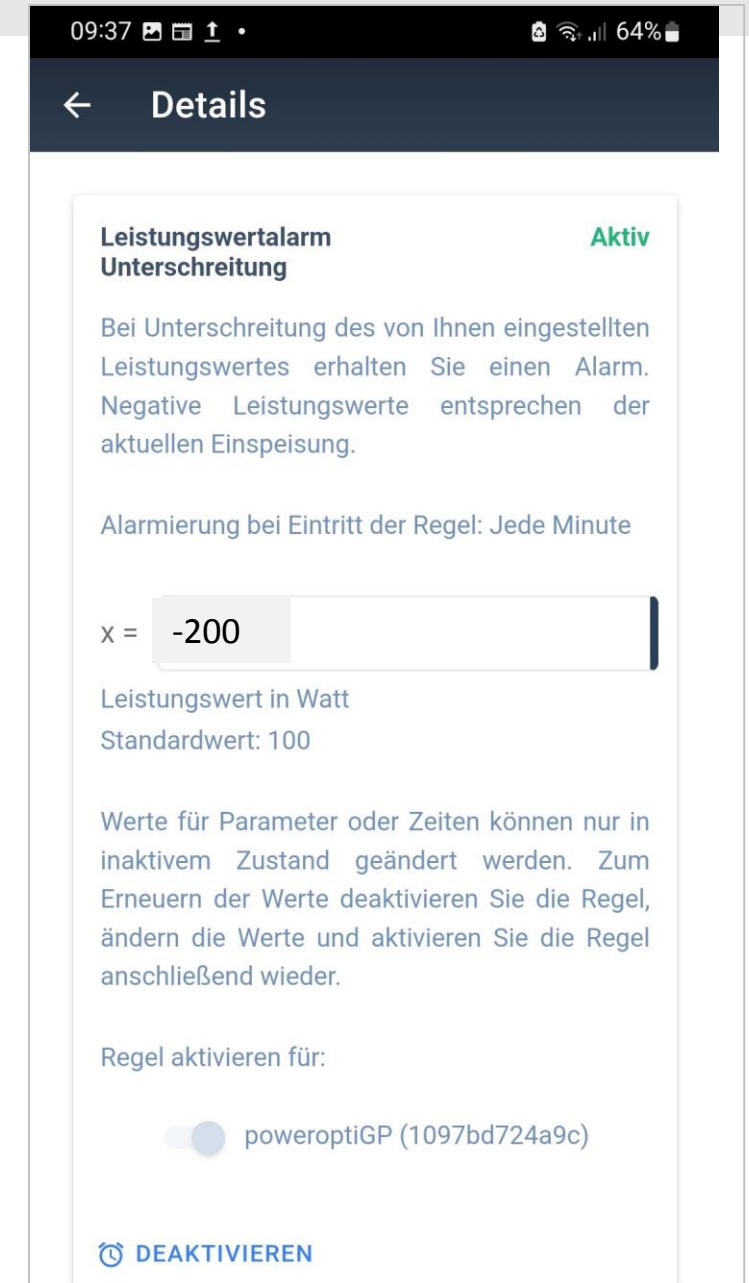 09:37
64%
Details
Leistungswertalarm Aktiv
Unterschreitung
Bei Unterschreitung des von Ihnen eingestellten
Leistungswertes erhalten Sie einen Alarm.
Negative Leistungswerte entsprechen der
aktuellen Einspeisung.
Alarmierung bei Eintritt der Regel: Jede Minute
x = -200
Leistungswert in Watt
Standardwert: 100
Werte für Parameter oder Zeiten können nur in
inaktivem Zustand geändert werden. Zum
Erneuern der Werte deaktivieren Sie die Regel,
ändern die Werte und aktivieren Sie die Regel
anschließend wieder.
Regel aktivieren für:
poweroptiGP (1097bd724a9c)
DEAKTIVIEREN